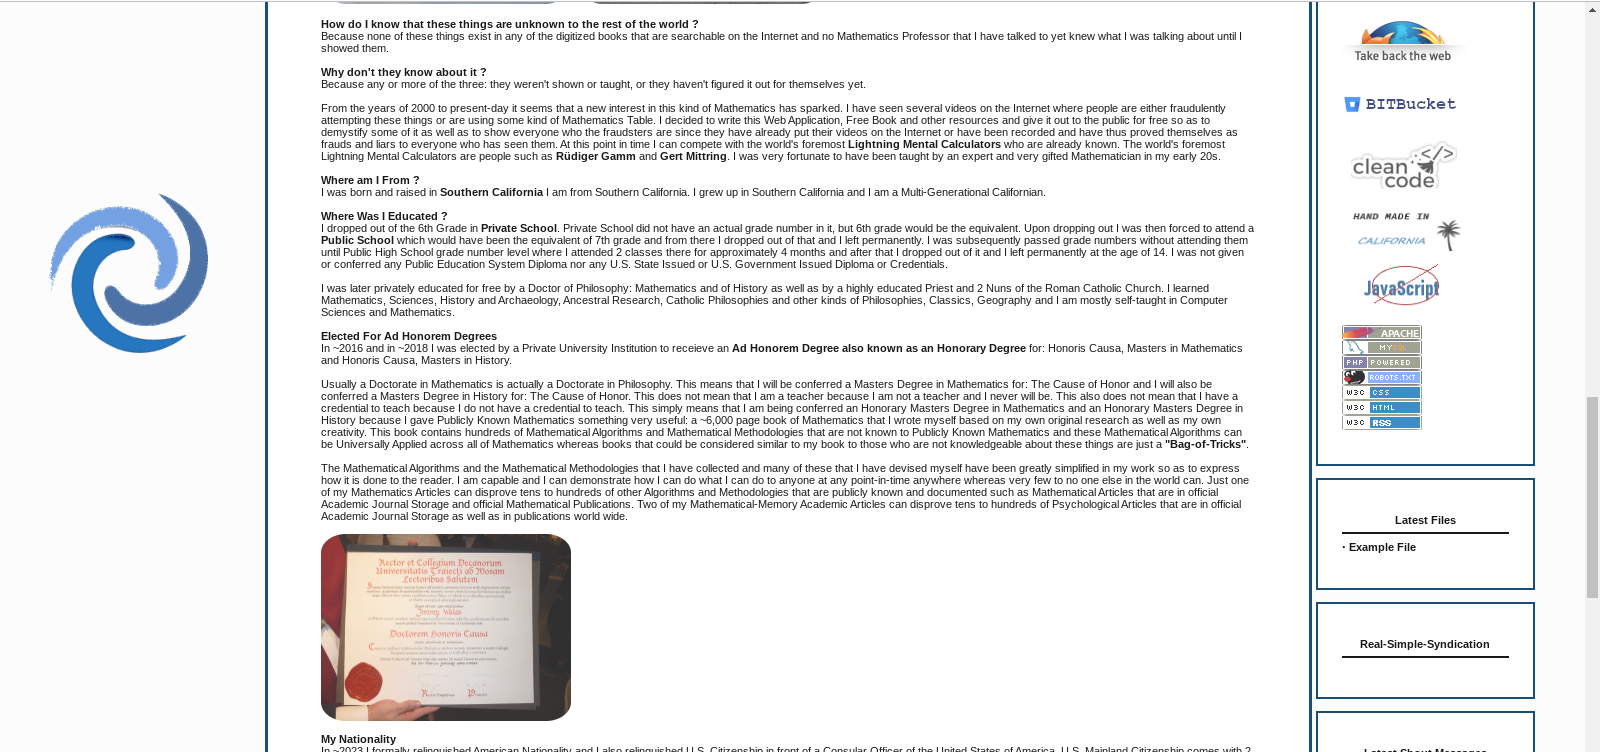 How do I know that these things are unknown to the rest of the world ?
Because none of these things exist in any of the digitized books that are searchable on the Internet and no Mathematics Professor that I have talked to yet knew what I was talking about until I
showed them.
Why don't they know about it ?
Because any or more of the three: they weren't shown or taught, or they haven't figured it out for themselves yet.
From the years of 2000 to present-day it seems that a new interest in this kind of Mathematics has sparked. I have seen several videos on the Internet where people are either fraudulently
attempting these things or are using some kind of Mathematics Table. I decided to write this Web Application, Free Book and other resources and give it out to the public for free so as to
demystify some of it as well as to show everyone who the fraudsters are since they have already put their videos on the Internet or have been recorded and have thus proved themselves as
frauds and liars to everyone who has seen them. At this point in time I can compete with the world's foremost Lightning Mental Calculators who are already known. The world's foremost
Lightning Mental Calculators are people such as Rüdiger Gamm and Gert Mittring. I was very fortunate to have been taught by an expert and very gifted Mathematician in my early 20s.
Where am I From ?
I was born and raised in Southern California I am from Southern California. I grew up in Southern California and I am a Multi-Generational Californian.
Where Was I Educated ?
I dropped out of the 6th Grade in Private School. Private School did not have an actual grade number in it, but 6th grade would be the equivalent. Upon dropping out I was then forced to attend a
Public School which would have been the equivalent of 7th grade and from there I dropped out of that and I left permanently. I was subsequently passed grade numbers without attending them
until Public High School grade number level where I attended 2 classes there for approximately 4 months and after that I dropped out of it and I left permanently at the age of 14. I was not given
or conferred any Public Education System Diploma nor any U.S. State Issued or U.S. Government Issued Diploma or Credentials.
I was later privately educated for free by a Doctor of Philosophy: Mathematics and of History as well as by a highly educated Priest and 2 Nuns of the Roman Catholic Church. I learned
Mathematics, Sciences, History and Archaeology, Ancestral Research, Catholic Philosophies and other kinds of Philosophies, Classics, Geography and I am mostly self-taught in Computer
Sciences and Mathematics.
Elected For Ad Honorem Degrees
In ~2016 and in ~2018 I was elected by a Private University Institution to receieve an Ad Honorem Degree also known as an Honorary Degree for: Honoris Causa, Masters in Mathematics
and Honoris Causa, Masters in History.
Usually a Doctorate in Mathematics is actually a Doctorate in Philosophy. This means that I will be conferred a Masters Degree in Mathematics for: The Cause of Honor and I will also be
conferred a Masters Degree in History for: The Cause of Honor. This does not mean that I am a teacher because I am not a teacher and I never will be. This also does not mean that I have a
credential to teach because I do not have a credential to teach. This simply means that I am being conferred an Honorary Masters Degree in Mathematics and an Honorary Masters Degree in
History because I gave Publicly Known Mathematics something very useful: a ~6,000 page book of Mathematics that I wrote myself based on my own original research as well as my own
creativity. This book contains hundreds of Mathematical Algorithms and Mathematical Methodologies that are not known to Publicly Known Mathematics and these Mathematical Algorithms can
be Universally Applied across all of Mathematics whereas books that could be considered similar to my book to those who are not knowledgeable about these things are just a "Bag-of-Tricks".
The Mathematical Algorithms and the Mathematical Methodologies that I have collected and many of these that I have devised myself have been greatly simplified in my work so as to express
how it is done to the reader. I am capable and I can demonstrate how I can do what I can do to anyone at any point-in-time anywhere whereas very few to no one else in the world can. Just one
of my Mathematics Articles can disprove tens to hundreds of other Algorithms and Methodologies that are publicly known and documented such as Mathematical Articles that are in official
Academic Journal Storage and official Mathematical Publications. Two of my Mathematical-Memory Academic Articles can disprove tens to hundreds of Psychological Articles that are in official
Academic Journal Storage as well as in publications world wide.
Rector et Collegium Decanorum
Universitatis Traiecti ad Mosam
Lectoribus Salutem
Jimmy Wales
Doctorem Honoris Causa
My Nationality
In ~2023 I formally relinquished American Nationality and I also relinquished U.S. Citizenship in front of a Consular Officer of the United States of America. U.S. Mainland Citizenship comes with 2
Take back the web
BITBucket
clean </>
code
HAND MADE IN
CALIFORNIA
JavaScript
APACHE
MYSQL
PHP POWERED
ROBOTS.TXT
W3C CSS
W3C HTML
W3C RSS
Latest Files
· Example File
Real-Simple-Syndication
Latest Shout Messages